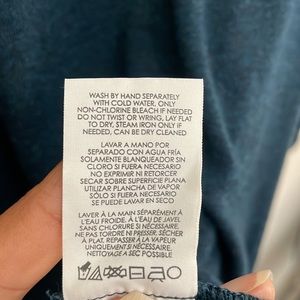 WASH BY HAND SEPARATELY
WITH COLD WATER, ONLY
NON-CHLORINE BLEACH IF NEEDED
DO NOT TWIST OR WRING, LAY FLAT
TO DRY, STEAM IRON ONLY IF
NEEDED, CAN BE DRY CLEANED
LAVAR A MANO POR
SEPARADO CON AGUA FRÍA
SOLAMENTE BLANQUEADOR SIN
CLORO SI FUERA NECESARIO
NO EXPRIMIR NI RETORCER
SECAR SOBRE SUPERFICIE PLANA
UTILIZAR PLANCHA DE VAPOR
SÓLO SI FUERA NECESARIO
SE PUEDE LAVAR EN SECO
LAVER À LA MAIN SÉPARÉMENT À
L'EAU FROIDE. À L'EAU DE JAVEL
SANS CHLORE SI NÉCESSAIRE
NE PAS TORDRE NI ESSORER,
SÉCHER À PLAT, REPASSER
À LA VAPEUR
UNIQUEMENT SI NÉCESSAIRE
NETTOYAGE A SEC POSSIBLE